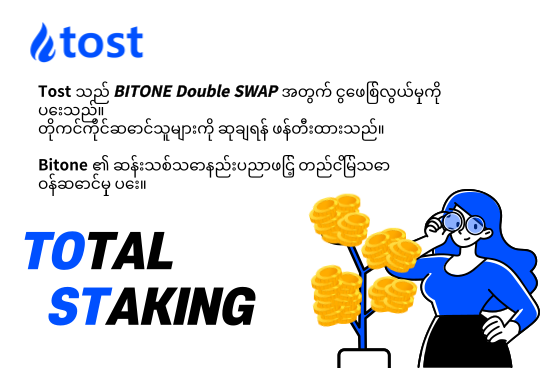 tost
Tost သည် BITONE Double SWAP အတွက် ငွေဖြစ်လွယ်မှုကို
ပေးသည်။
တိုကင်ကိုင်ဆောင်သူများကို ဆုချရန် ဖန်တီးထားသည်။
Bitone ၏ ဆန်းသစ်သောနည်းပညာဖြင့် တည်ငြိမ်သော
ဝန်ဆောင်မှု ပေး။
TOTAL
STAKING